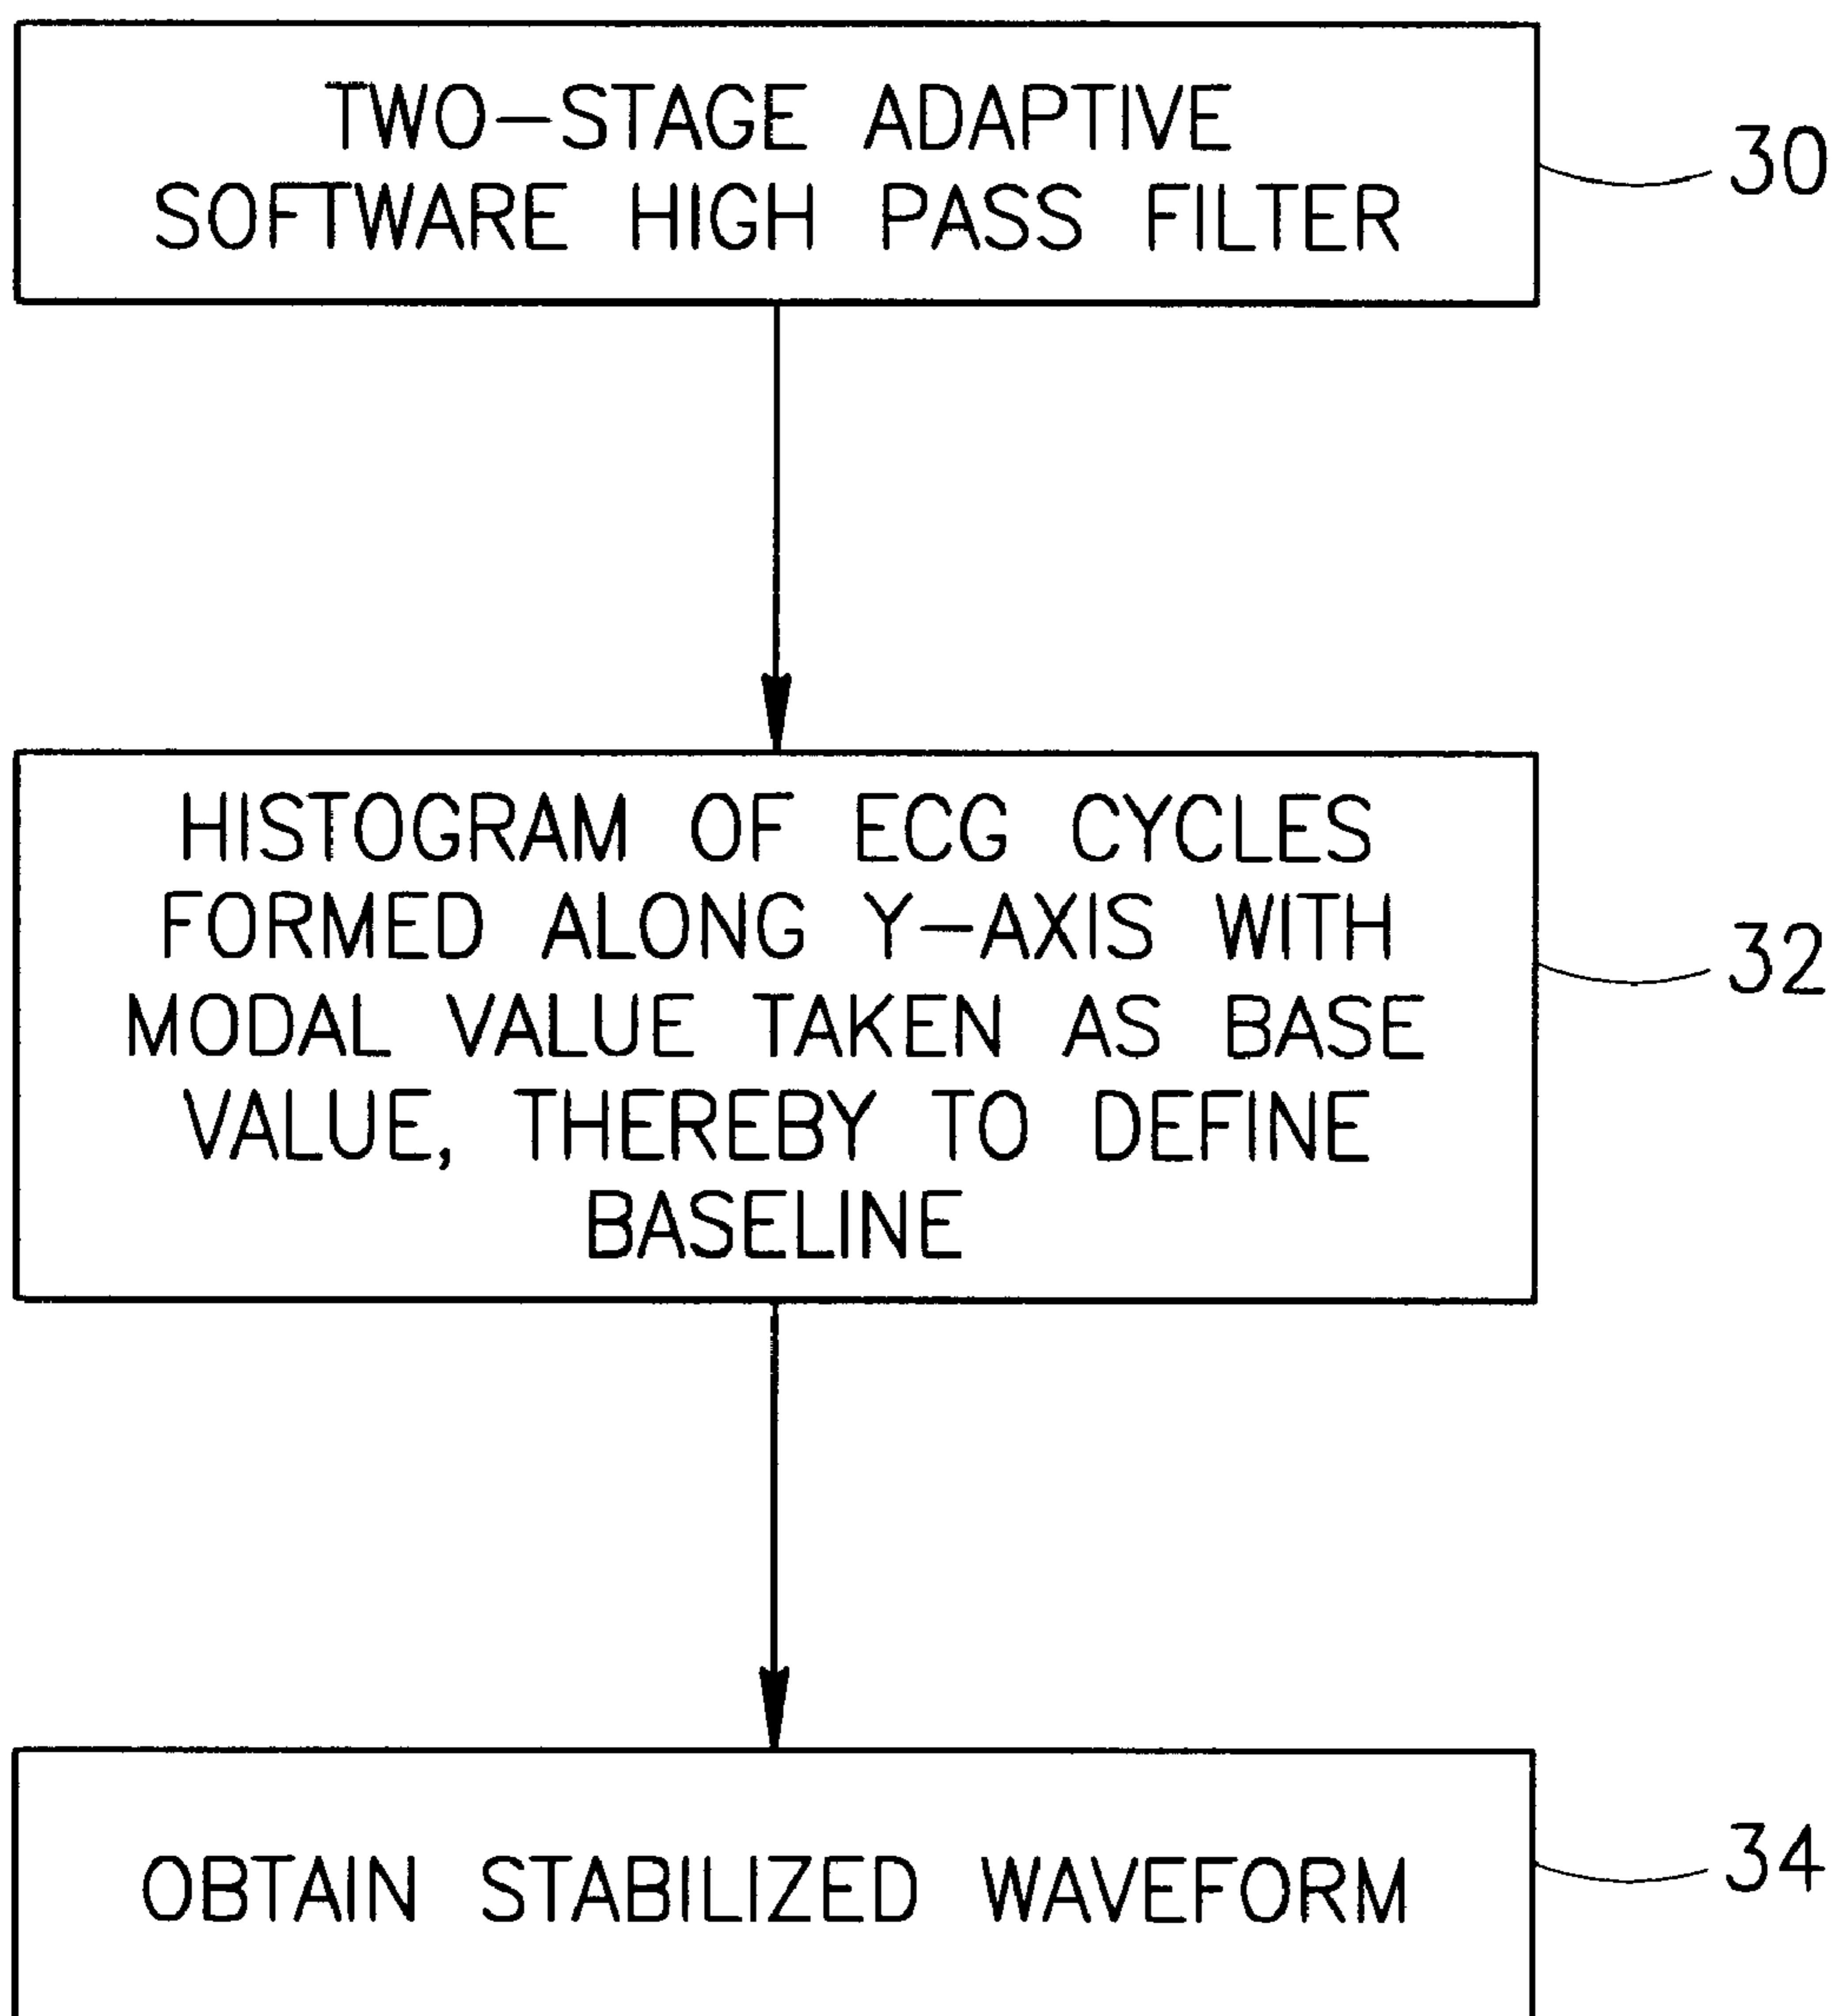 TWO-STAGE ADAPTIVE
SOFTWARE HIGH PASS FILTER
30
HISTOGRAM OF ECG CYCLES
FORMED ALONG Y-AXIS WITH
MODAL VALUE TAKEN AS BASE
VALUE, THEREBY TO DEFINE
BASELINE
32
OBTAIN STABILIZED WAVEFORM
34